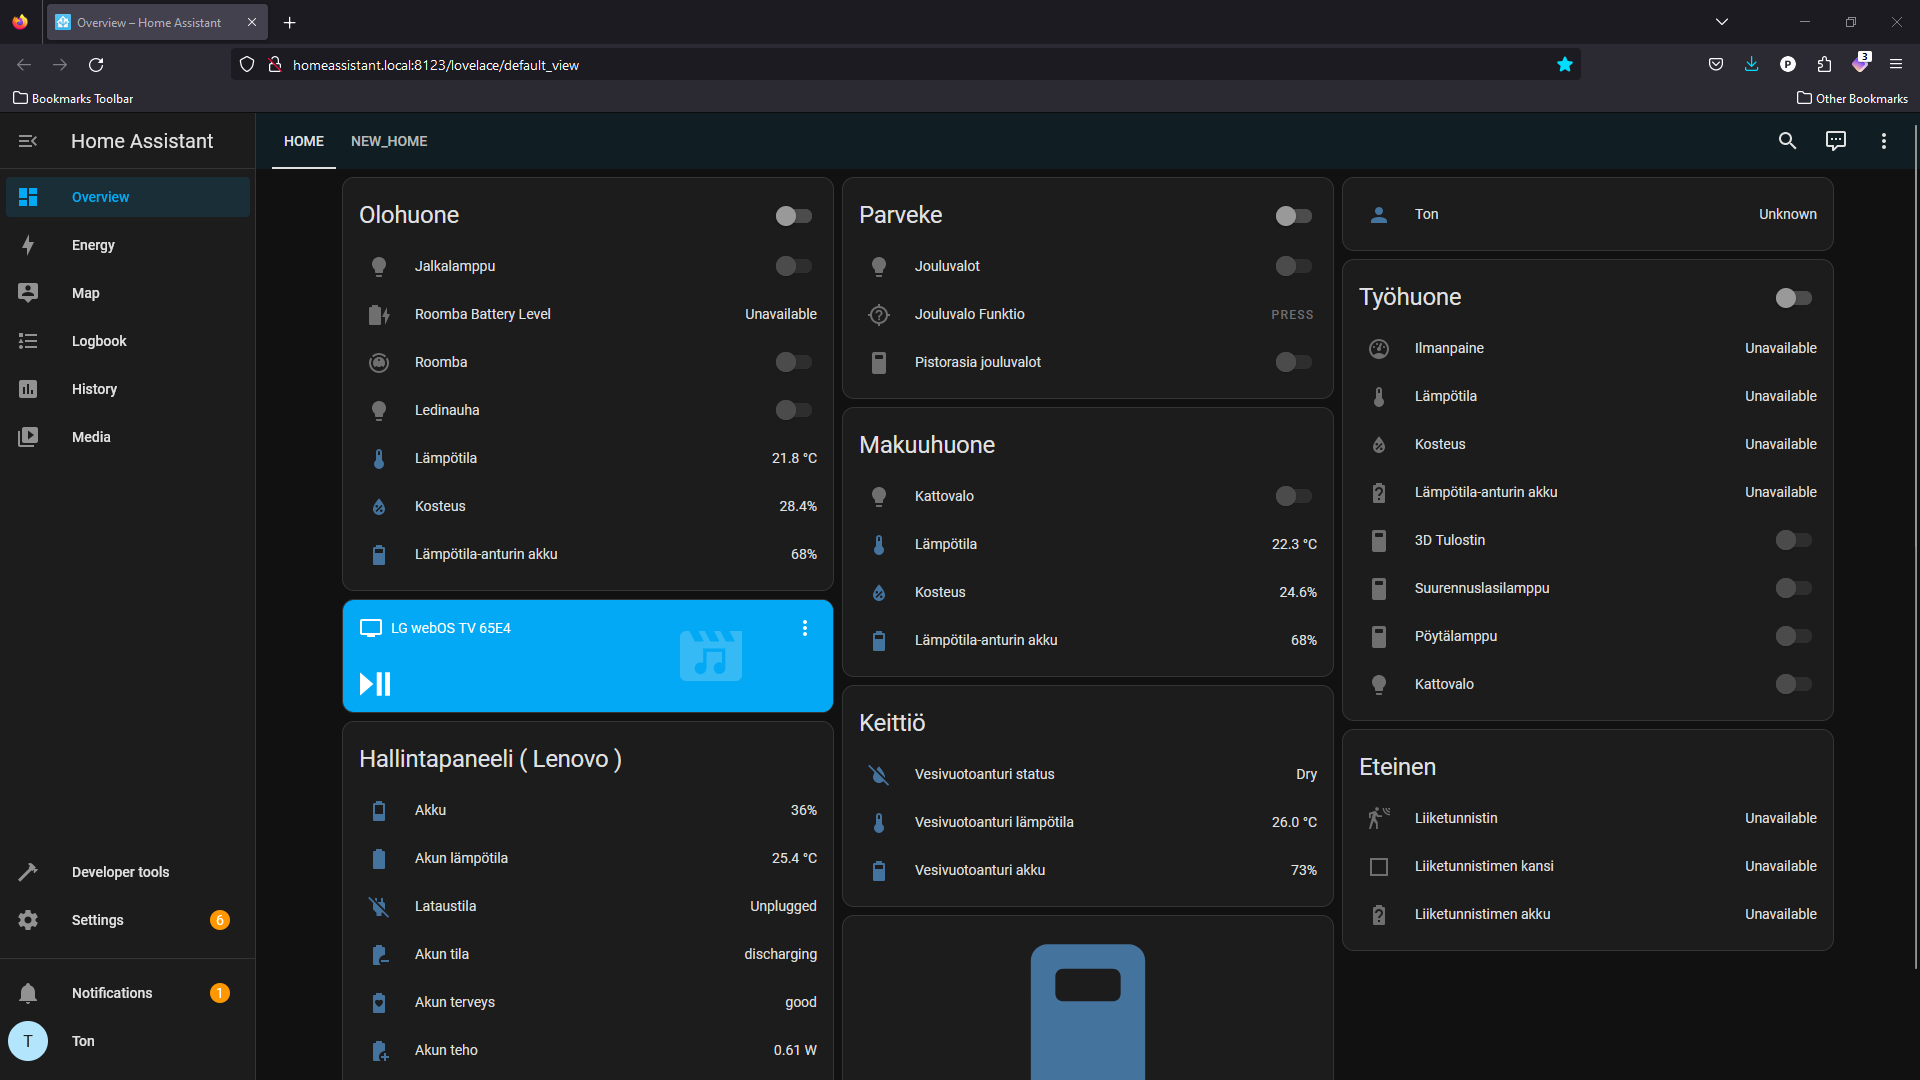 Overview – Home Assistant
homeassistant.local:8123/lovelace/default_view
P
3
Bookmarks Toolbar
Other Bookmarks
Home Assistant
HOME
NEW_HOME
Overview
Energy
Map
Logbook
History
Media
Developer tools
Settings
6
Notifications
1
T
Ton
Olohuone
Jalkalamppu
Roomba Battery Level
Unavailable
Roomba
Ledinauha
Lämpötila
21.8 °C
Kosteus
28.4%
Lämpötila-anturin akku
68%
LG webOS TV 65E4
Hallintapaneeli ( Lenovo )
Akku
36%
Akun lämpötila
25.4 °C
Lataustila
Unplugged
Akun tila
discharging
Akun terveys
good
Akun teho
0.61 W
Parveke
Jouluvalot
Jouluvalo Funktio
PRESS
Pistorasia jouluvalot
Makuuhuone
Kattovalo
Lämpötila
22.3 °C
Kosteus
24.6%
Lämpötila-anturin akku
68%
Keittiö
Vesivuotoanturi status
Dry
Vesivuotoanturi lämpötila
26.0 °C
Vesivuotoanturi akku
73%
Ton
Unknown
Työhuone
Ilmanpaine
Unavailable
Lämpötila
Unavailable
Kosteus
Unavailable
Lämpötila-anturin akku
Unavailable
3D Tulostin
Suurennuslasilamppu
Pöytälamppu
Kattovalo
Eteinen
Liiketunnistin
Unavailable
Liiketunnistimen kansi
Unavailable
Liiketunnistimen akku
Unavailable